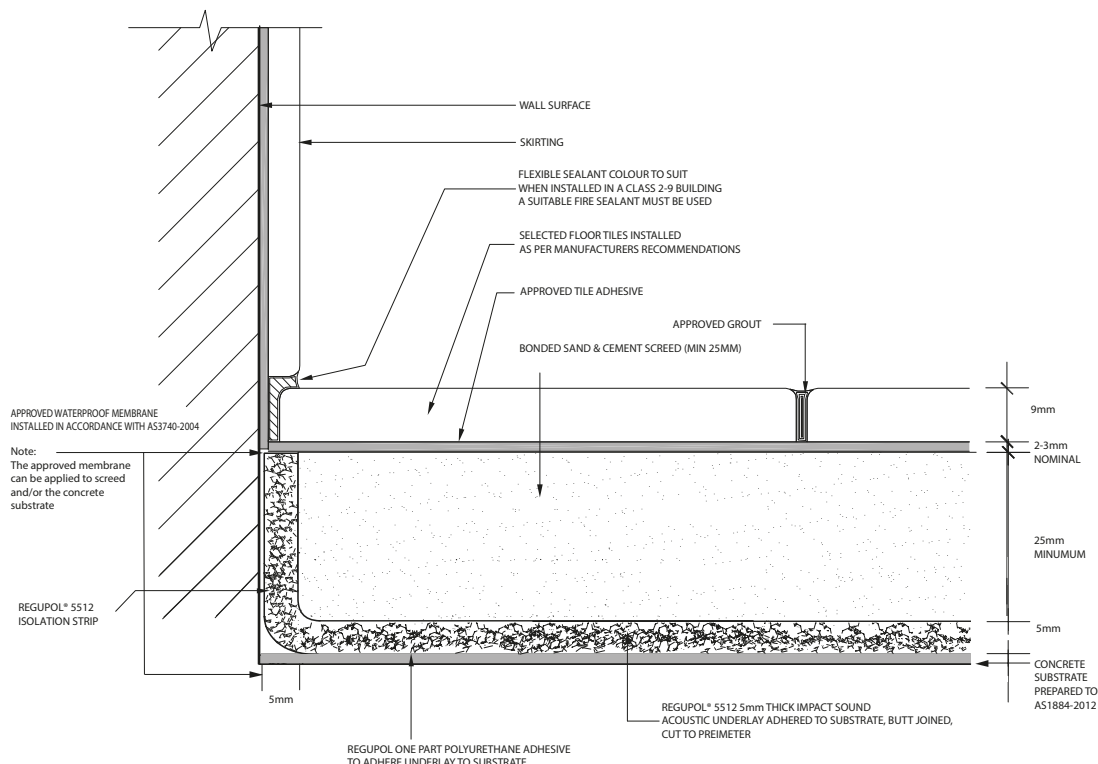 WALL SURFACE
SKIRTING
FLEXIBLE SEALANT COLOUR TO SUIT
WHEN INSTALLED IN A CLASS 2-9 BUILDING
A SUITABLE FIRE SEALANT MUST BE USED
SELECTED FLOOR TILES INSTALLED
AS PER MANUFACTURERS RECOMMENDATIONS
APPROVED TILE ADHESIVE
APPROVED GROUT
BONDED SAND & CEMENT SCREED (MIN 25MM)
APPROVED WATERPROOF MEMBRANE
INSTALLED IN ACCORDANCE WITH AS3740-2004
Note:
The approved membrane
can be applied to screed
and/or the concrete
substrate
9mm
2-3mm
NOMINAL
25mm
MINUMUM
REGUPOL® 5512
ISOLATION STRIP
5mm
CONCRETE
SUBSTRATE
PREPARED TO
AS1884-2012
5mm
REGUPOL® 5512 5mm THICK IMPACT SOUND
ACOUSTIC UNDERLAY ADHERED TO SUBSTRATE, BUTT JOINED,
CUT TO PREIMETER
REGUPOL ONE PART POLYURETHANE ADHESIVE
TO ADHERE UNDERLAY TO SUBSTRATE